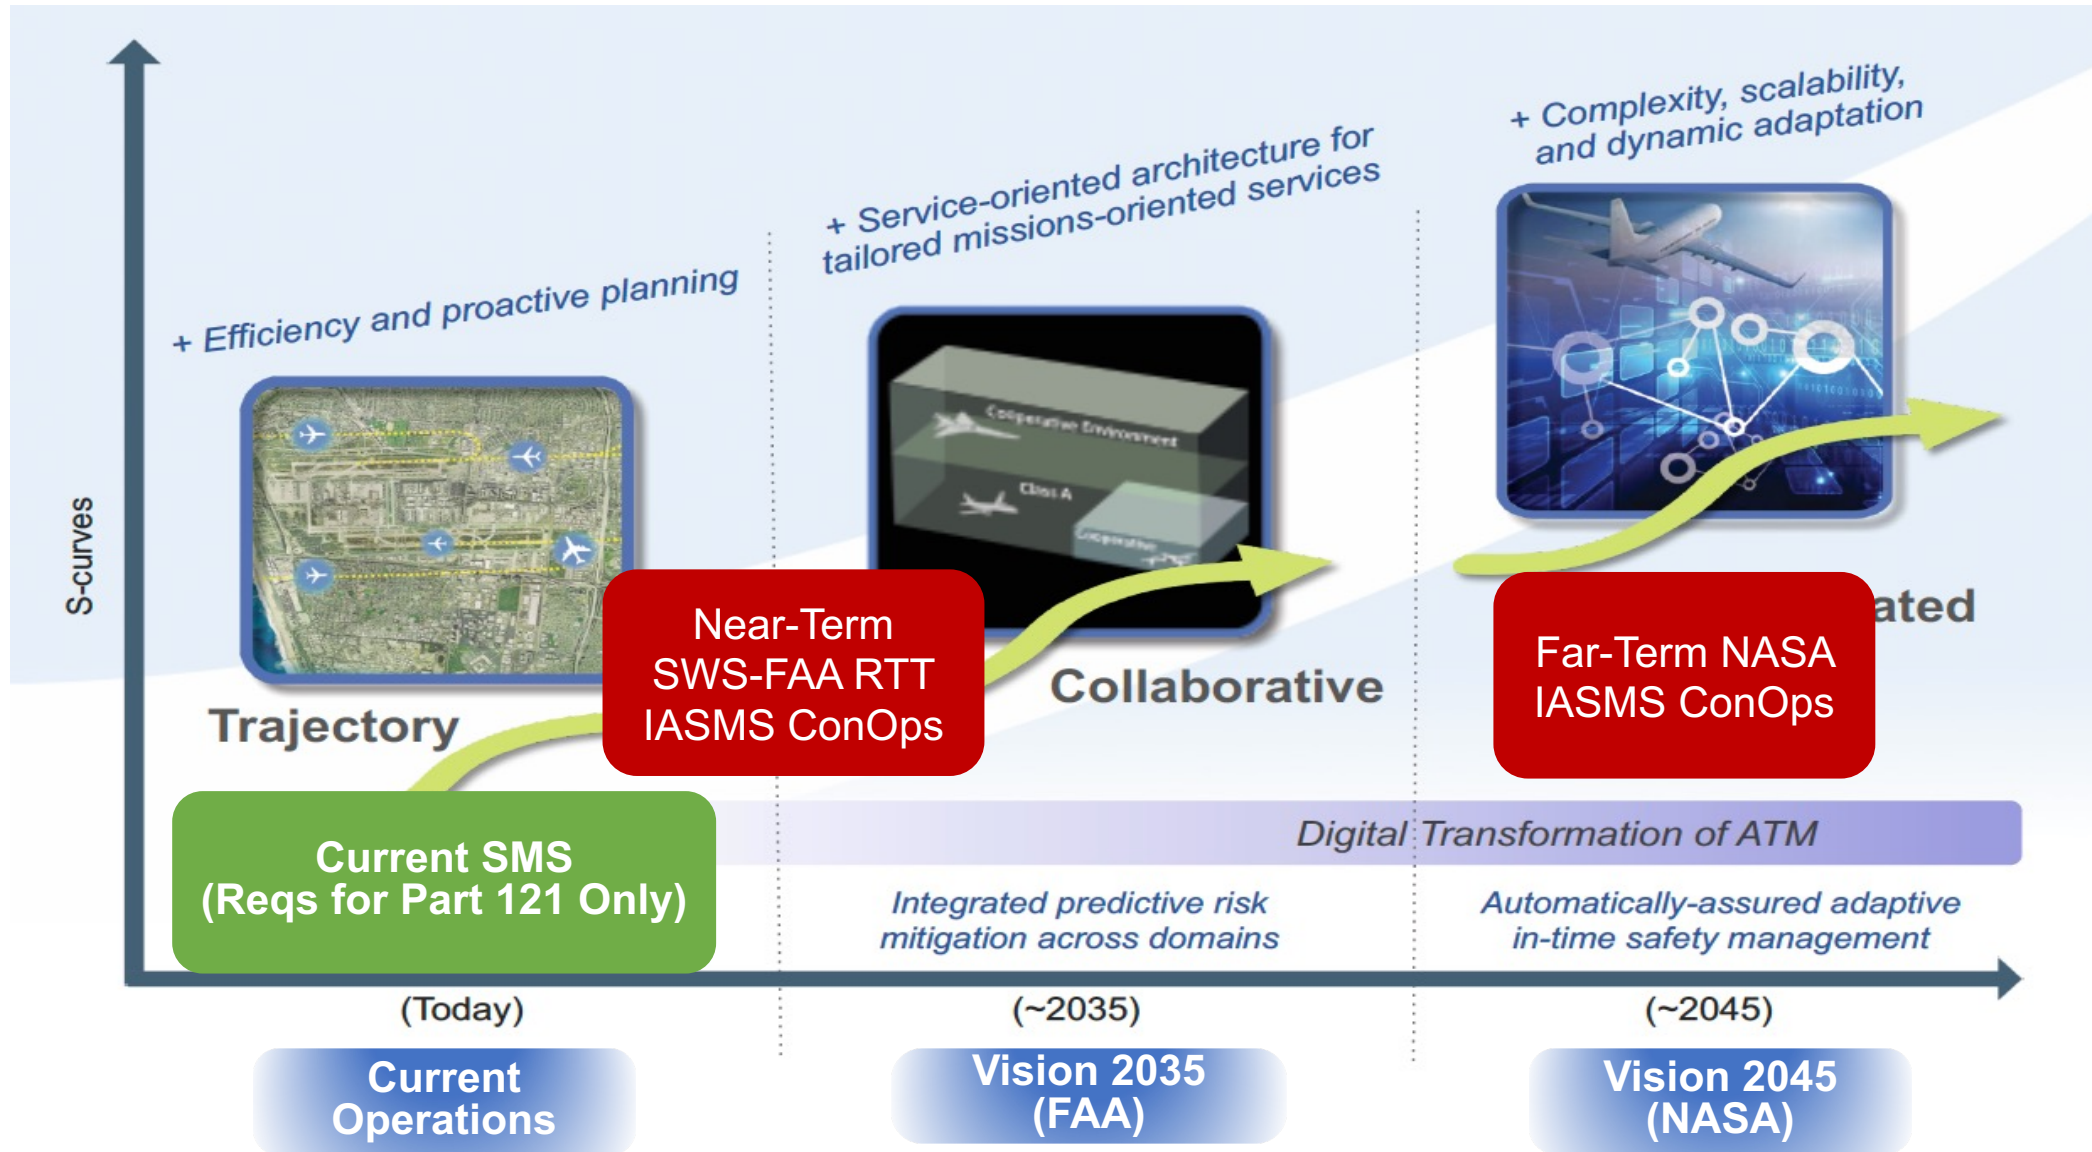 + Complexity, scalability,
and dynamic adaptation
+ Service-oriented architecture for
tailored missions-oriented services
+ Efficiency and proactive planning
Cooperative Environment
Class A
Cooperative
S-curves
Trajectory
Near-Term
SWS-FAA RTT
IASMS ConOps
Collaborative
Far-Term NASA
IASMS ConOps
ated
Current SMS
(Reqs for Part 121 Only)
Digital Transformation of ATM
Integrated predictive risk
mitigation across domains
Automatically-assured adaptive
in-time safety management
(Today)
(~2035)
(~2045)
Current
Operations
Vision 2035
(FAA)
Vision 2045
(NASA)